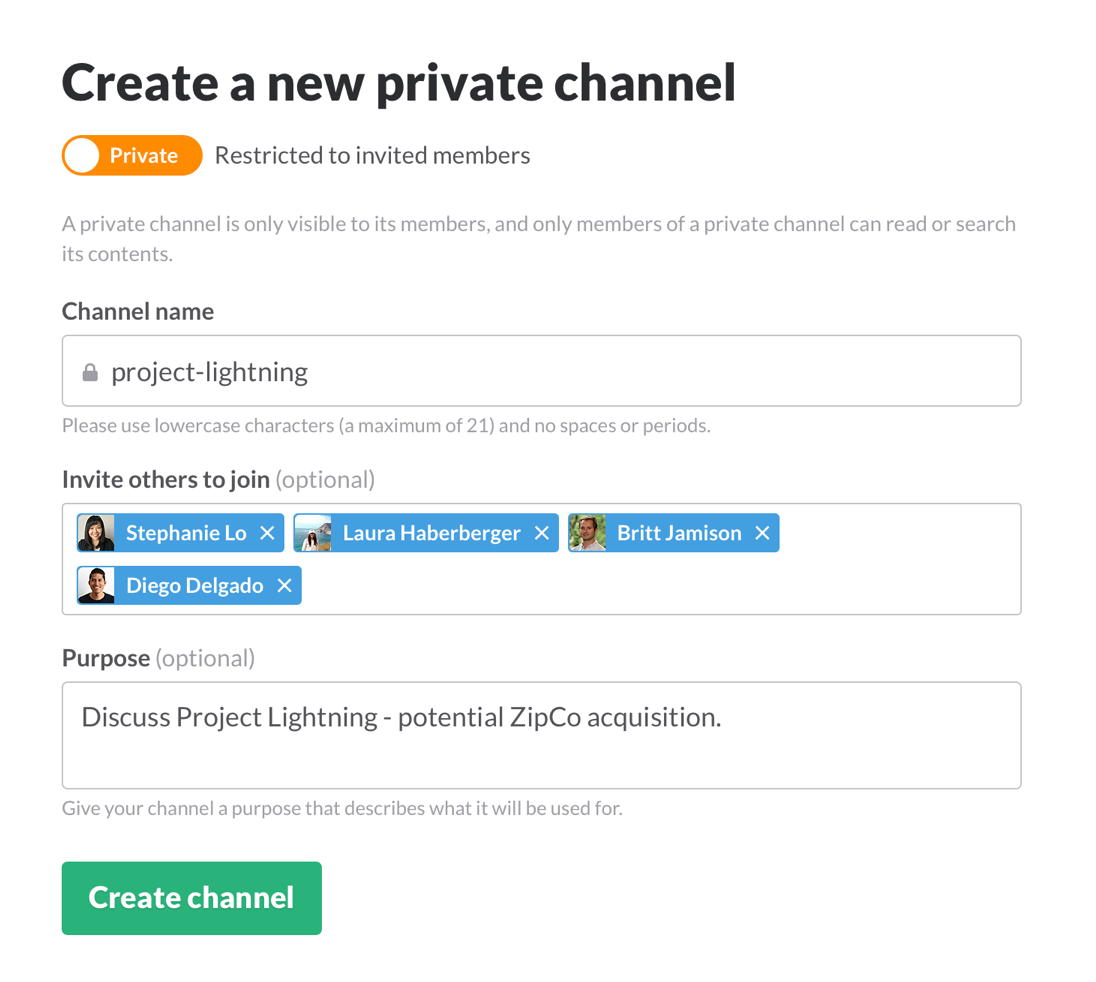 Create a new private channel
Private Restricted to invited members
A private channel is only visible to its members, and only members of a private channel can read or search
its contents.
Channel name
project-lightning
Please use lowercase characters (a maximum of 21) and no spaces or periods.
Invite others to join (optional)
Stephanie Lo × Laura Haberberger × Britt Jamison ×
Diego Delgado ×
Purpose (optional)
Discuss Project Lightning - potential ZipCo acquisition.
Give your channel a purpose that describes what it will be used for.
Create channel